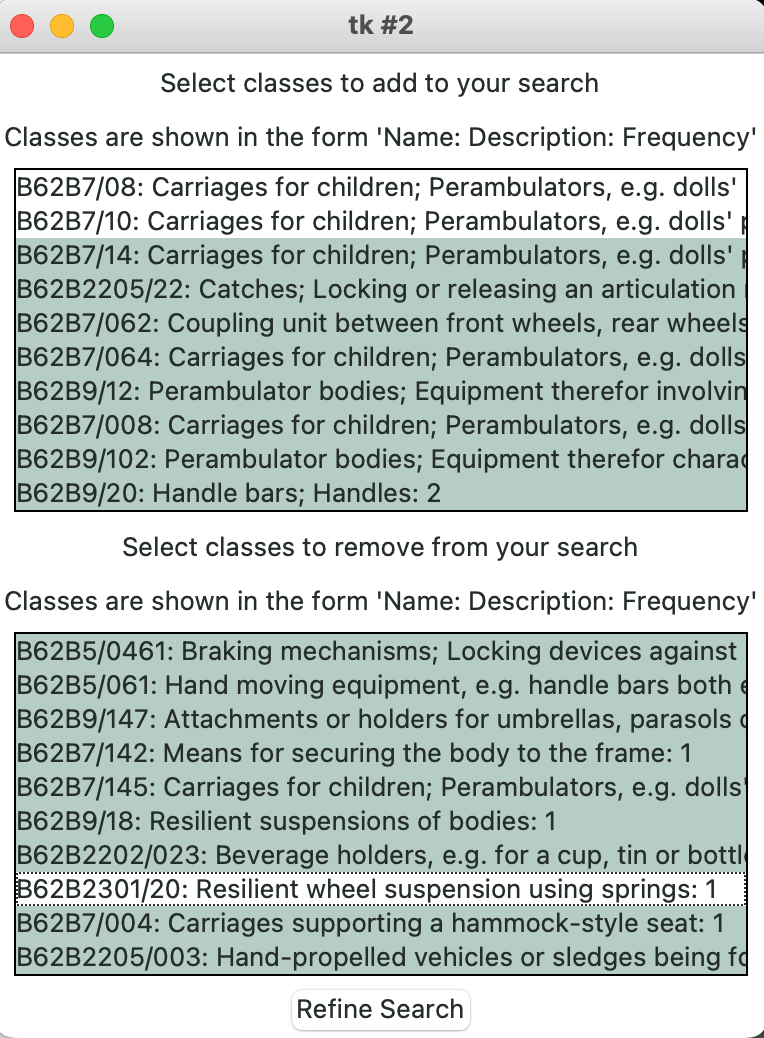 tk #2
Select classes to add to your search
Classes are shown in the form 'Name: Description: Frequency'
B62B7/08: Carriages for children; Perambulators, e.g. dolls'
B62B7/10: Carriages for children; Perambulators, e.g. dolls'
B62B7/14: Carriages for children; Perambulators, e.g. dolls'
B62B2205/22: Catches; Locking or releasing an articulation
B62B7/062: Coupling unit between front wheels, rear wheels
B62B7/064: Carriages for children; Perambulators, e.g. dolls
B62B9/12: Perambulator bodies; Equipment therefor involvin
B62B7/008: Carriages for children; Perambulators, e.g. dolls
B62B9/102: Perambulator bodies; Equipment therefor charac
B62B9/20: Handle bars; Handles: 2
Select classes to remove from your search
Classes are shown in the form 'Name: Description: Frequency'
B62B5/0461: Braking mechanisms; Locking devices against
B62B5/061: Hand moving equipment, e.g. handle bars both
B62B9/147: Attachments or holders for umbrellas, parasols
B62B7/142: Means for securing the body to the frame: 1
B62B7/145: Carriages for children; Perambulators, e.g. dolls'
B62B9/18: Resilient suspensions of bodies: 1
B62B2202/023: Beverage holders, e.g. for a cup, tin or bottl
B62B2301/20: Resilient wheel suspension using springs: 1
B62B7/004: Carriages supporting a hammock-style seat: 1
B62B2205/003: Hand-propelled vehicles or sledges being fo
Refine Search